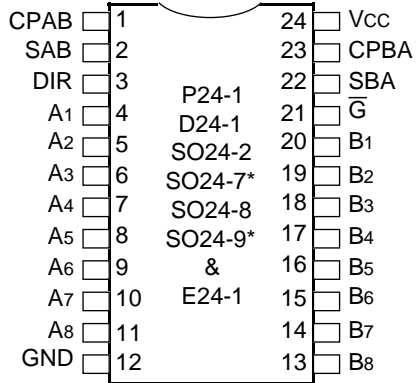 CPAB 1 24 VCC
SAB 2 23 CPBA
DIR 3 22 SBA
A1 4 21 G̅
A2 5 20 B1
A3 6 19 B2
A4 7 18 B3
A5 8 17 B4
A6 9 16 B5
A7 10 15 B6
A8 11 14 B7
GND 12 13 B8
P24-1
D24-1
SO24-2
SO24-7*
SO24-8
SO24-9*
&
E24-1